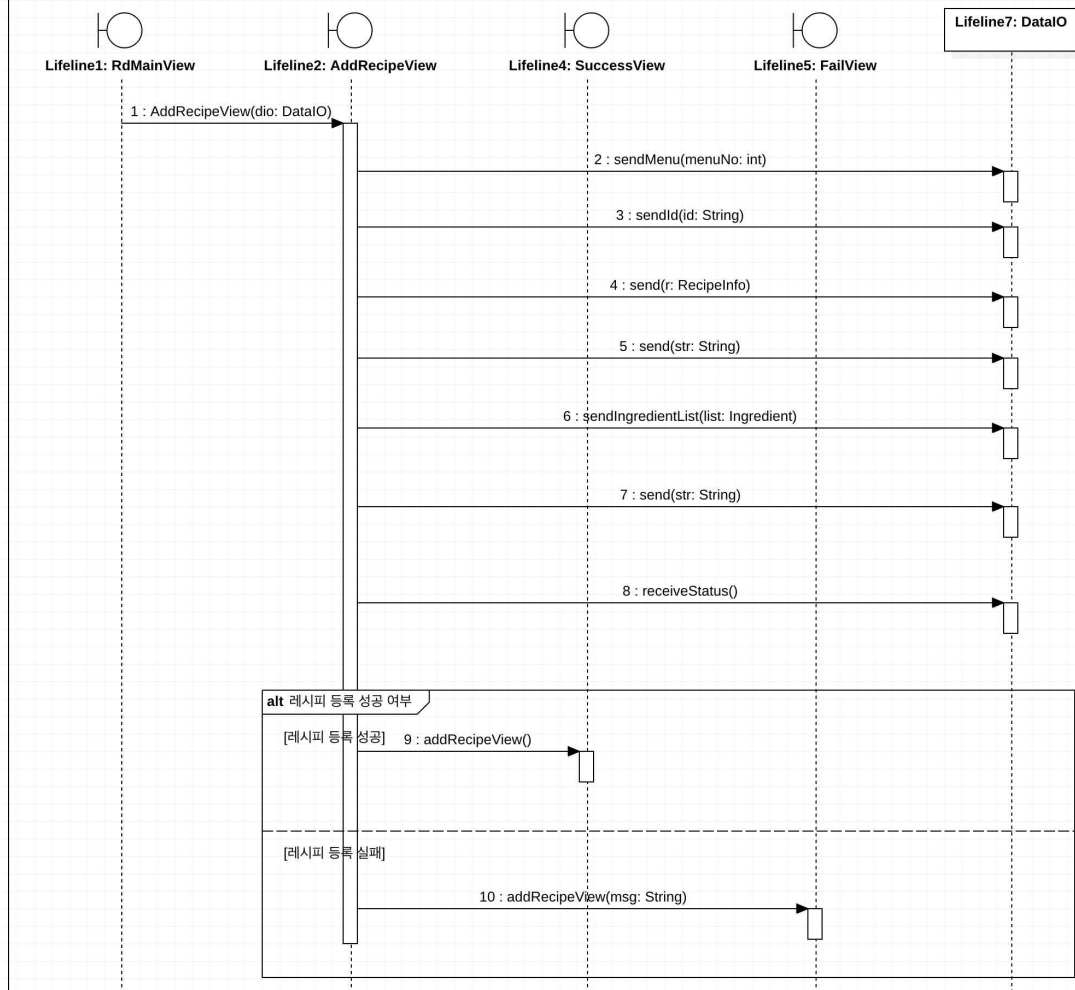 Lifeline1: RdMainView
Lifeline2: AddRecipeView
Lifeline4: SuccessView
Lifeline5: FailView
Lifeline7: DataIO
1 : AddRecipeView(dio: DataIO)
2 : sendMenu(menuNo: int)
3 : sendId(id: String)
4 : send(r: RecipeInfo)
5 : send(str: String)
6 : sendIngredientList(list: Ingredient)
7 : send(str: String)
8 : receiveStatus()
alt 레시피 등록 성공 여부
[레시피 등록 성공]
9 : addRecipeView()
[레시피 등록 실패]
10 : addRecipeView(msg: String)